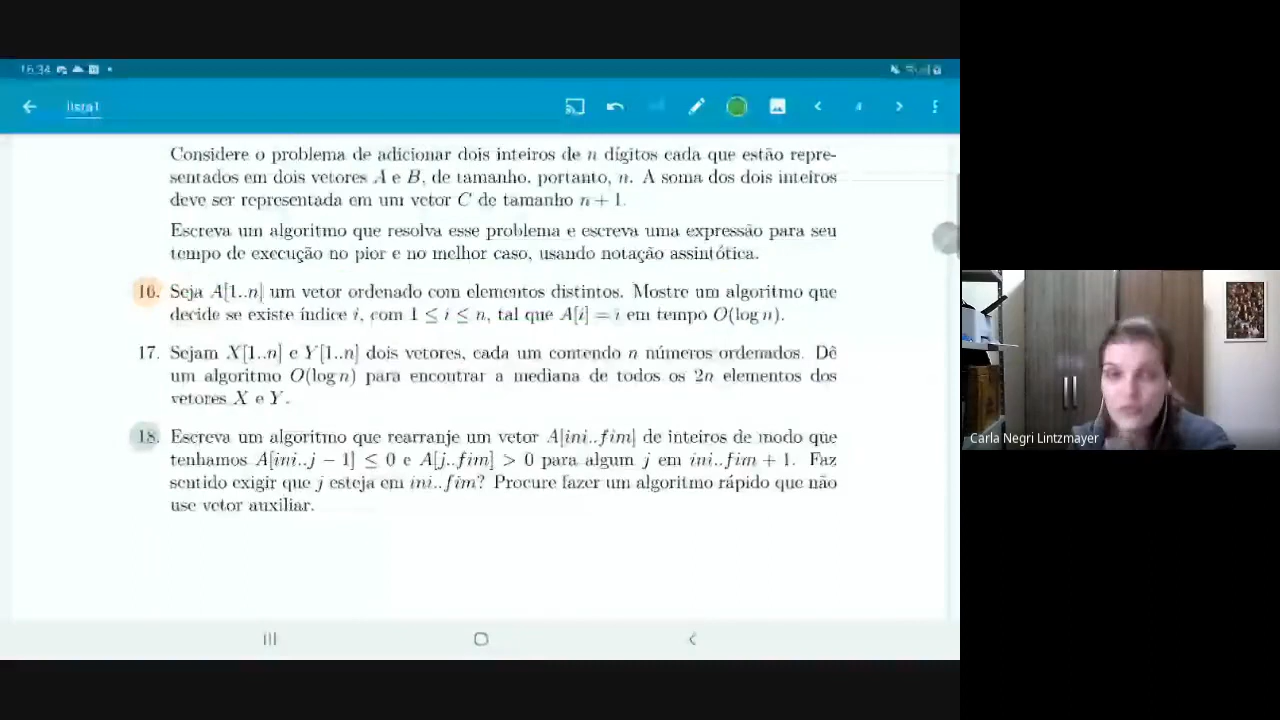 16:34
lista1
4
Considere o problema de adicionar dois inteiros de n dígitos cada que estão repre-
sentados em dois vetores A e B, de tamanho, portanto, n. A soma dos dois inteiros
deve ser representada em um vetor C de tamanho n + 1.
Escreva um algoritmo que resolva esse problema e escreva uma expressão para seu
tempo de execução no pior e no melhor caso, usando notação assintótica.
16. Seja A[1..n] um vetor ordenado com elementos distintos. Mostre um algoritmo que
decide se existe índice i, com 1 ≤ i ≤ n, tal que A[i] = i em tempo O(log n).
17. Sejam X[1..n] e Y[1..n] dois vetores, cada um contendo n números ordenados. Dê
um algoritmo O(log n) para encontrar a mediana de todos os 2n elementos dos
vetores X e Y.
18. Escreva um algoritmo que rearranje um vetor A[ini..fim] de inteiros de modo que
tenhamos A[ini..j − 1] ≤ 0 e A[j..fim] > 0 para algum j em ini..fim + 1. Faz
sentido exigir que j esteja em ini..fim? Procure fazer um algoritmo rápido que não
use vetor auxiliar.
Carla Negri Lintzmayer